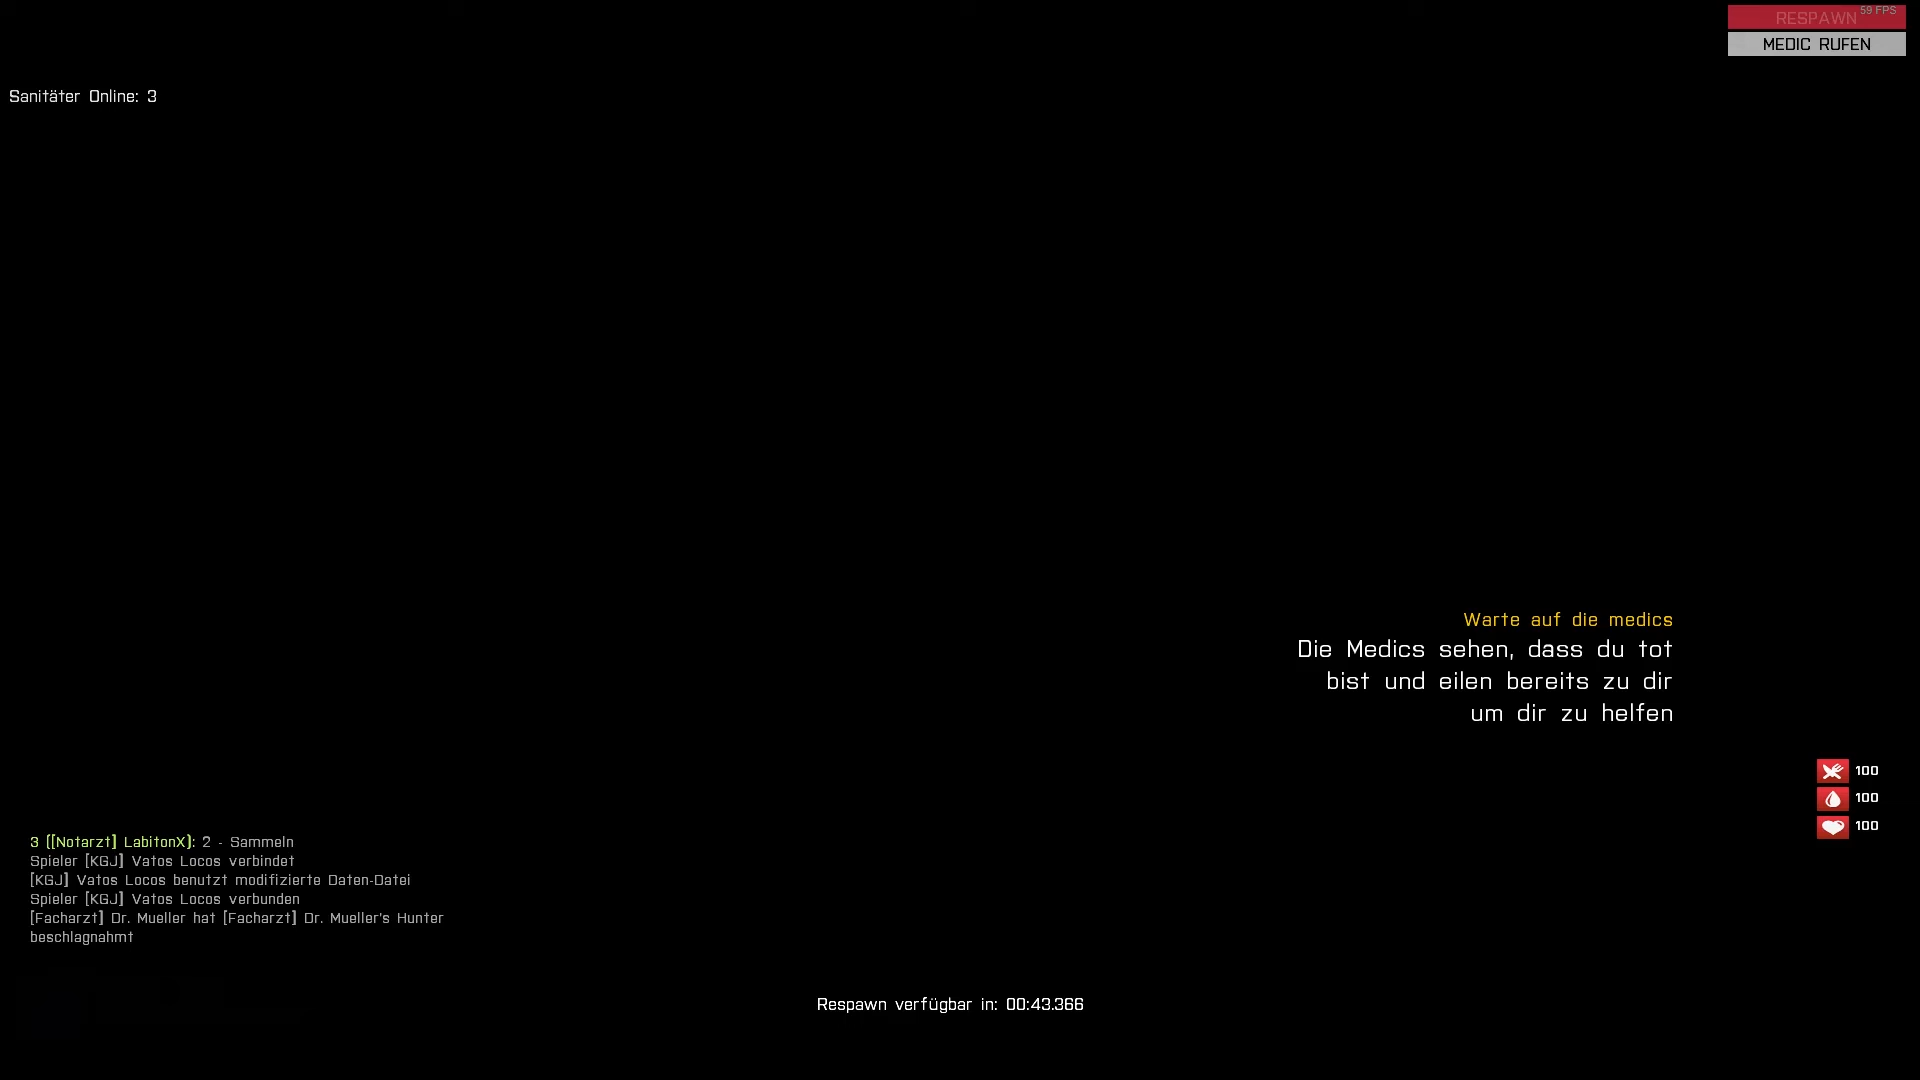 59 FPS
RESPAWN
MEDIC RUFEN
Sanitäter Online: 3
Warte auf die medics
Die Medics sehen, dass du tot
bist und eilen bereits zu dir
um dir zu helfen
100
100
100
3 ([Notarzt] LabitonX): 2 - Sammeln
Spieler [KGJ] Vatos Locos verbindet
[KGJ] Vatos Locos benutzt modifizierte Daten-Datei
Spieler [KGJ] Vatos Locos verbunden
[Facharzt] Dr. Mueller hat [Facharzt] Dr. Mueller's Hunter
beschlagnahmt
Respawn verfügbar in: 00:43.366